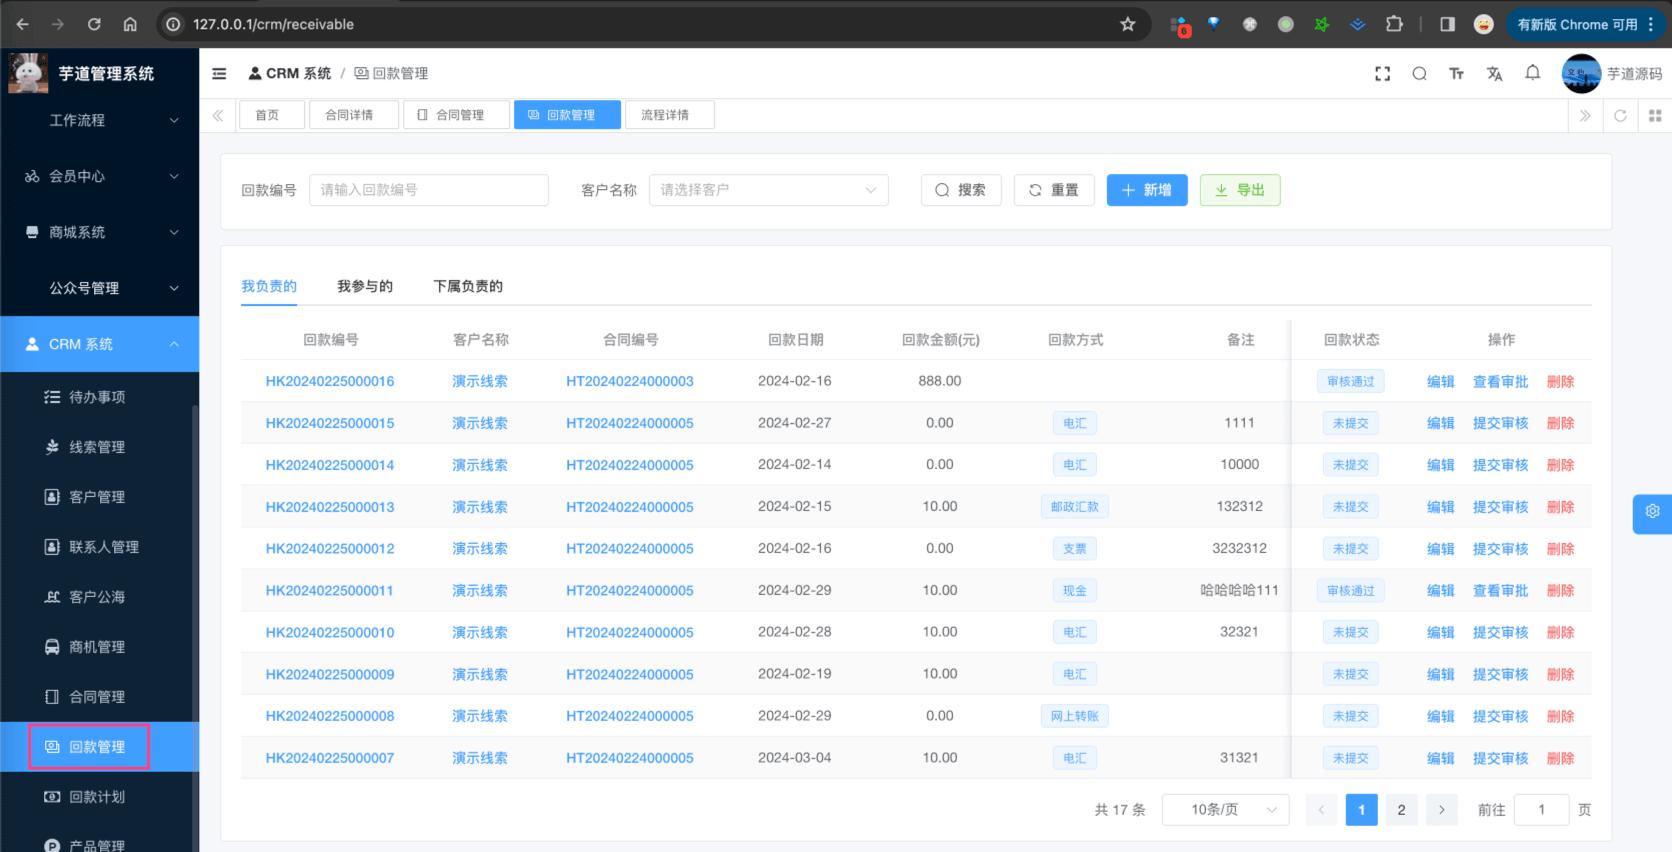 127.0.0.1/crm/receivable
6
有新版 Chrome 可用
芋道管理系统
CRM 系统 / 回款管理
芋道源码
首页 合同详情 合同管理 回款管理 流程详情
工作流程
会员中心
商城系统
公众号管理
CRM 系统
待办事项
线索管理
客户管理
联系人管理
客户公海
商机管理
合同管理
回款管理
回款计划
产品管理
回款编号 请输入回款编号 客户名称 请选择客户 搜索 重置 新增 导出
我负责的 我参与的 下属负责的
回款编号 客户名称 合同编号 回款日期 回款金额(元) 回款方式 备注 回款状态 操作
HK20240225000016 演示线索 HT20240224000003 2024-02-16 888.00 审核通过 编辑 查看审批 删除
HK20240225000015 演示线索 HT20240224000005 2024-02-27 0.00 电汇 1111 未提交 编辑 提交审核 删除
HK20240225000014 演示线索 HT20240224000005 2024-02-14 0.00 电汇 10000 未提交 编辑 提交审核 删除
HK20240225000013 演示线索 HT20240224000005 2024-02-15 10.00 邮政汇款 132312 未提交 编辑 提交审核 删除
HK20240225000012 演示线索 HT20240224000005 2024-02-16 0.00 支票 3232312 未提交 编辑 提交审核 删除
HK20240225000011 演示线索 HT20240224000005 2024-02-29 10.00 现金 哈哈哈哈111 审核通过 编辑 查看审批 删除
HK20240225000010 演示线索 HT20240224000005 2024-02-28 10.00 电汇 32321 未提交 编辑 提交审核 删除
HK20240225000009 演示线索 HT20240224000005 2024-02-19 10.00 电汇 未提交 编辑 提交审核 删除
HK20240225000008 演示线索 HT20240224000005 2024-02-29 0.00 网上转账 未提交 编辑 提交审核 删除
HK20240225000007 演示线索 HT20240224000005 2024-03-04 10.00 电汇 31321 未提交 编辑 提交审核 删除
共 17 条 10条/页 1 2 前往 1 页